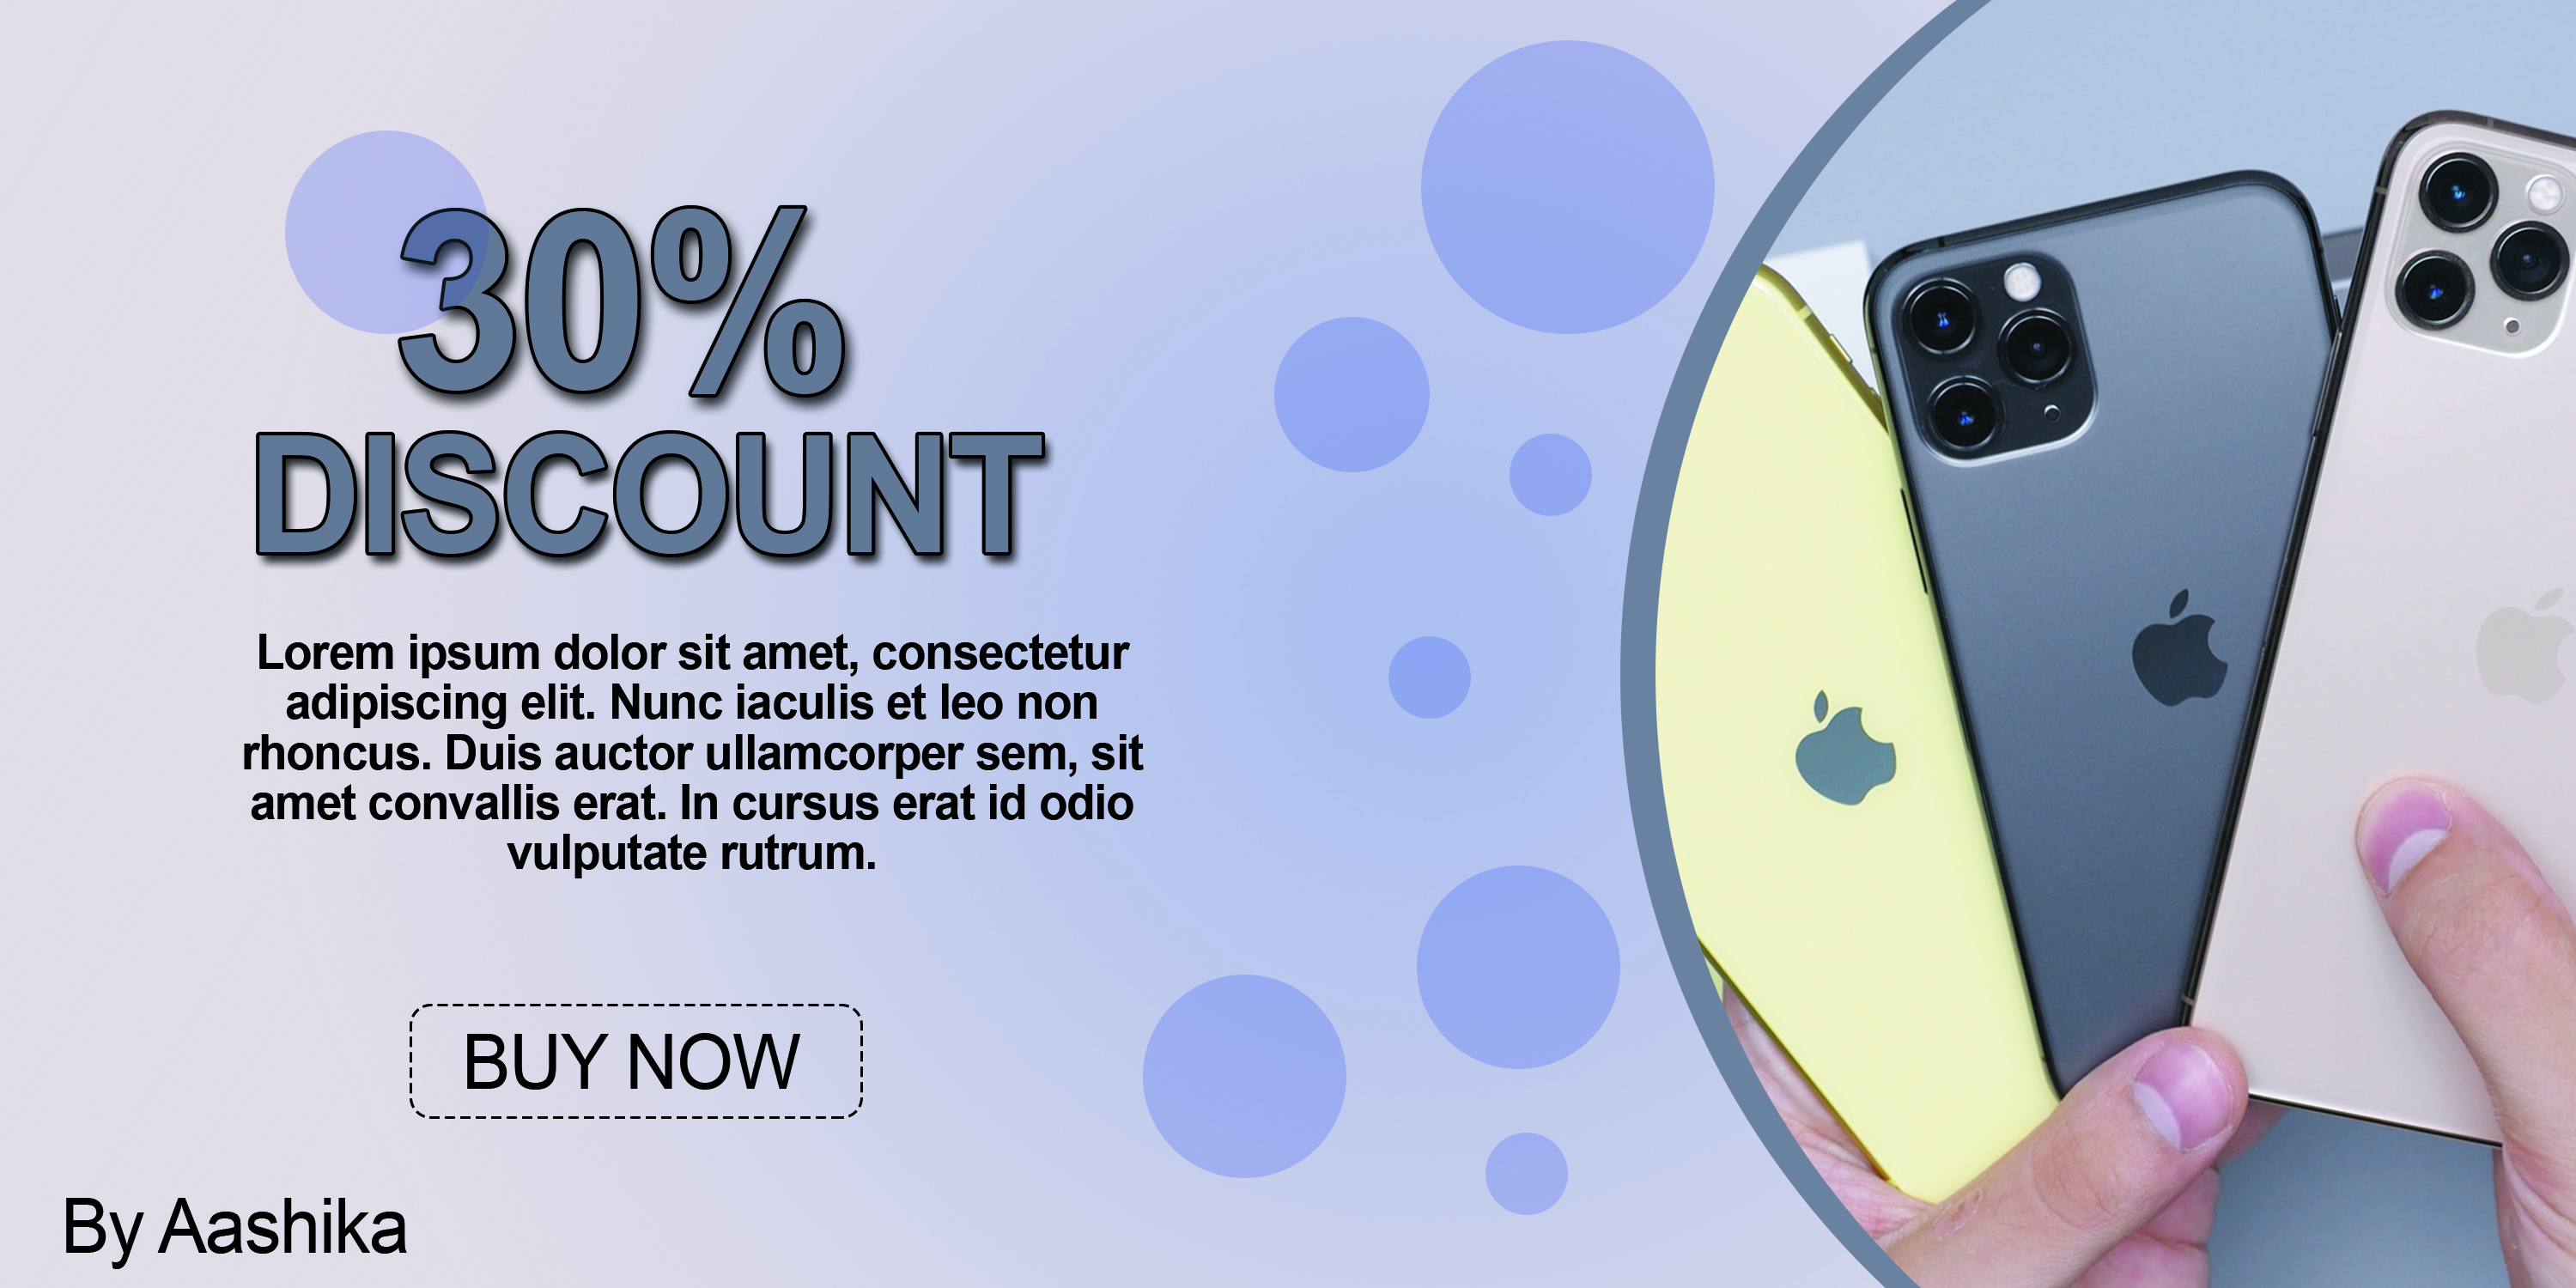 30%
DISCOUNT
Lorem ipsum dolor sit amet, consectetur
adipiscing elit. Nunc iaculis et leo non
rhoncus. Duis auctor ullamcorper sem, sit
amet convallis erat. In cursus erat id odio
vulputate rutrum.
BUY NOW
By Aashika